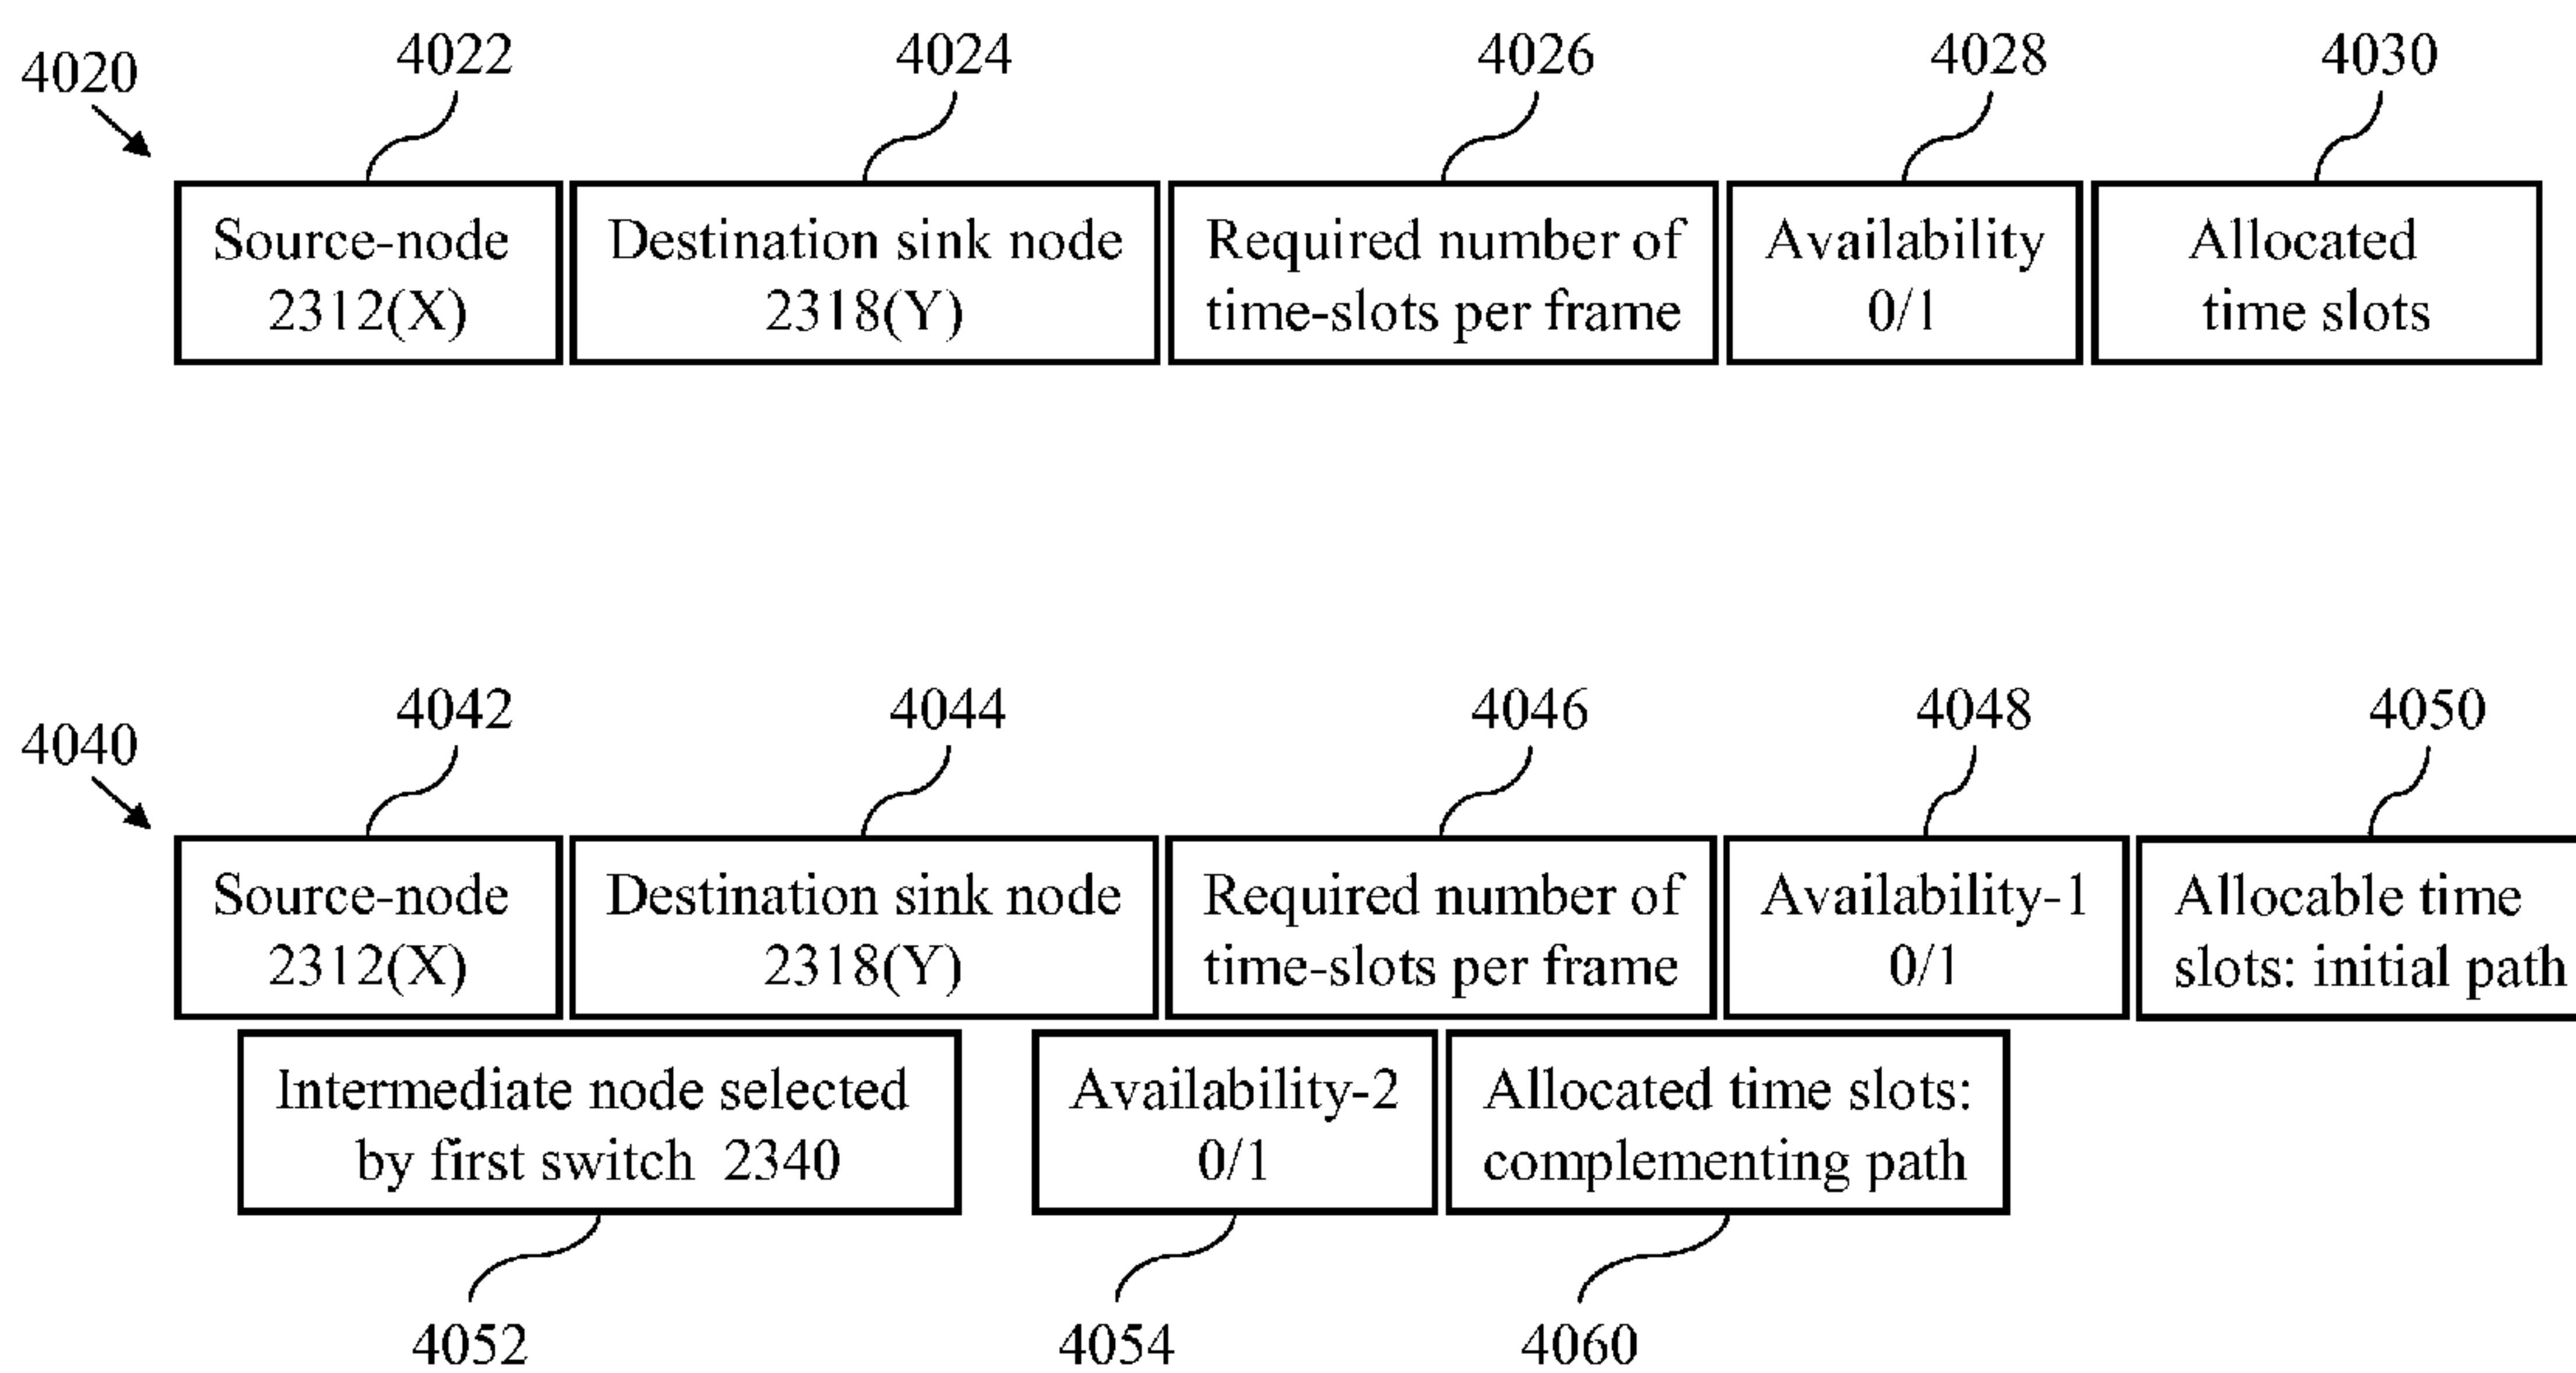 4020
4022
4024
4026
4028
4030
Source-node
2312(X)
Destination sink node
2318(Y)
Required number of
time-slots per frame
Availability
0/1
Allocated
time slots
4040
4042
4044
4046
4048
4050
Source-node
2312(X)
Destination sink node
2318(Y)
Required number of
time-slots per frame
Availability-1
0/1
Allocable time
slots: initial path
Intermediate node selected
by first switch 2340
Availability-2
0/1
Allocated time slots:
complementing path
4052
4054
4060